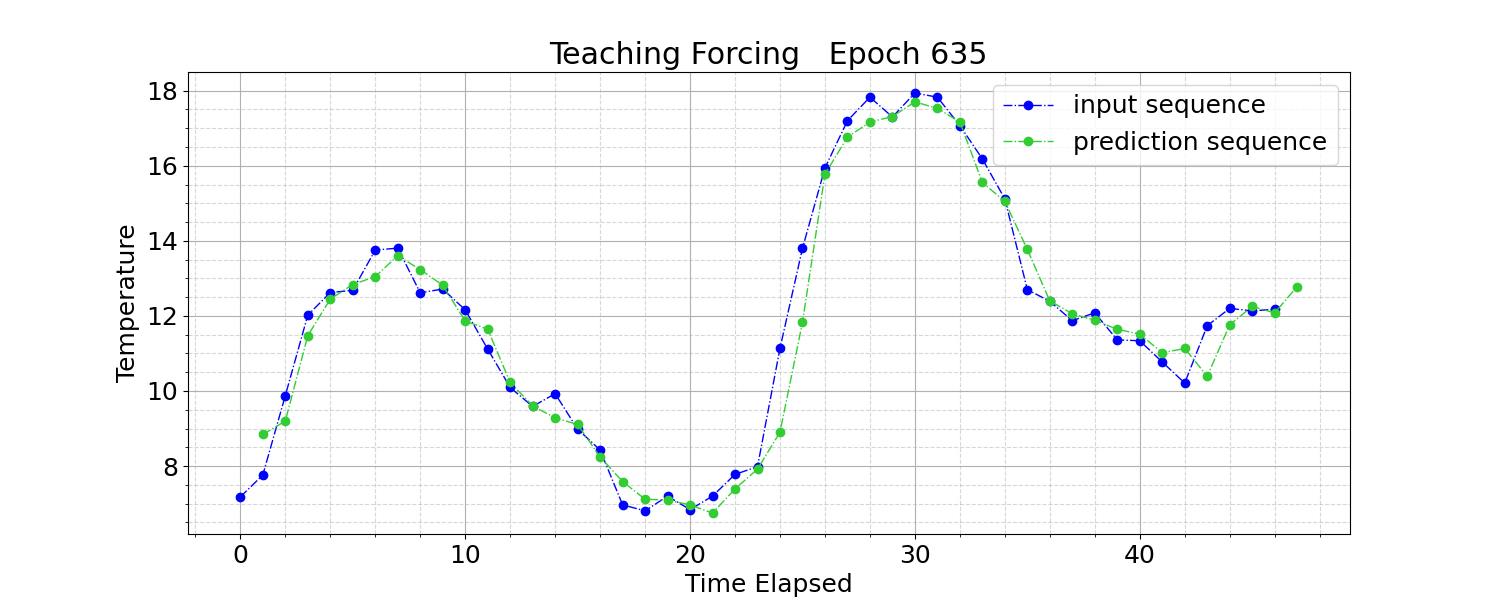 Teaching Forcing   Epoch 635
18
16
14
12
10
8
Temperature
input sequence
prediction sequence
0 10 20 30 40
Time Elapsed